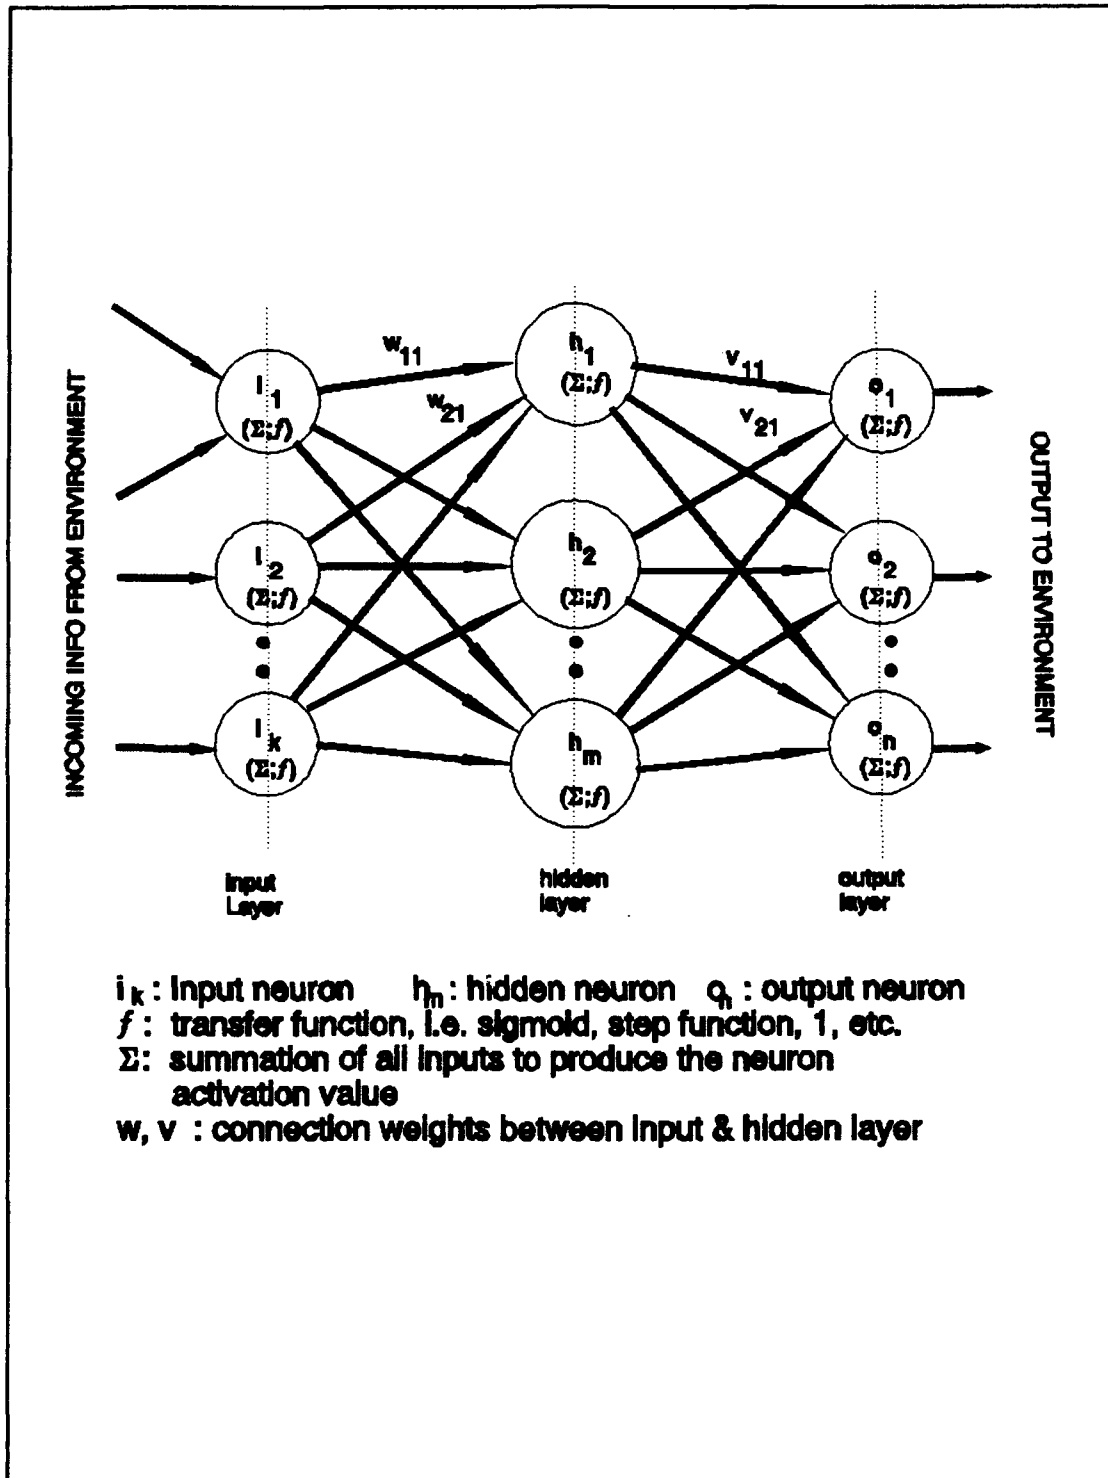 INCOMING INFO FROM ENVIRONMENT
I1
(Σ;f)
I2
(Σ;f)
Ik
(Σ;f)
input
Layer
w11
w21
h1
(Σ;f)
h2
(Σ;f)
hm
(Σ;f)
hidden
layer
v11
v21
o1
(Σ;f)
o2
(Σ;f)
on
(Σ;f)
output
layer
OUTPUT TO ENVIRONMENT
ik : Input neuron hm : hidden neuron on : output neuron
f : transfer function, i.e. sigmoid, step function, 1, etc.
Σ: summation of all inputs to produce the neuron
activation value
w, v : connection weights between input & hidden layer